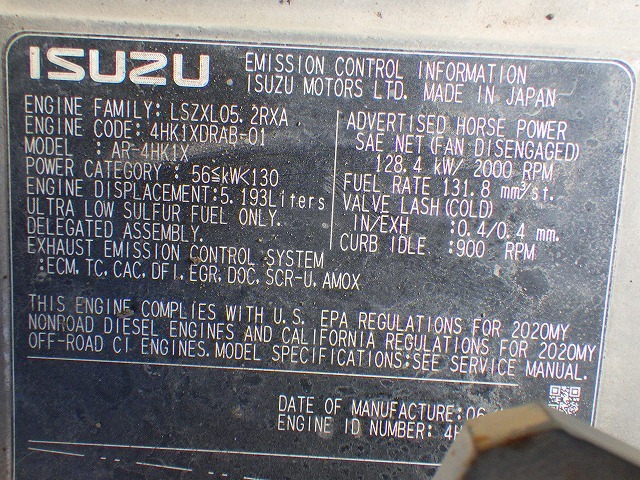 ISUZU
EMISSION CONTROL INFORMATION
ISUZU MOTORS LTD. MADE IN JAPAN
ENGINE FAMILY: LSZXL05. 2RXA
ENGINE CODE: 4HK1XDRAB-01
MODEL : AR-4HK1X
POWER CATEGORY : 56≦kW<130
ENGINE DISPLACEMENT:5. 193Liters
ULTRA LOW SULFUR FUEL ONLY.
DELEGATED ASSEMBLY.
EXHAUST EMISSION CONTROL SYSTEM
:ECM, TC, CAC, DFI, EGR, DOC, SCR-U, AMOX
ADVERTISED HORSE POWER
SAE NET(FAN DISENGAGED)
128.4 kW/ 2000 RPM
FUEL RATE 131.8 mm³/st.
VALVE LASH(COLD)
IN/EXH :0.4/0.4 mm.
CURB IDLE :900 RPM
THIS ENGINE COMPLIES WITH U.S. EPA REGULATIONS FOR 2020MY
NONROAD DIESEL ENGINES AND CALIFORNIA REGULATIONS FOR 2020MY
OFF-ROAD CI ENGINES. MODEL SPECIFICATIONS:SEE SERVICE MANUAL.
DATE OF MANUFACTURE:06
ENGINE ID NUMBER: 4H